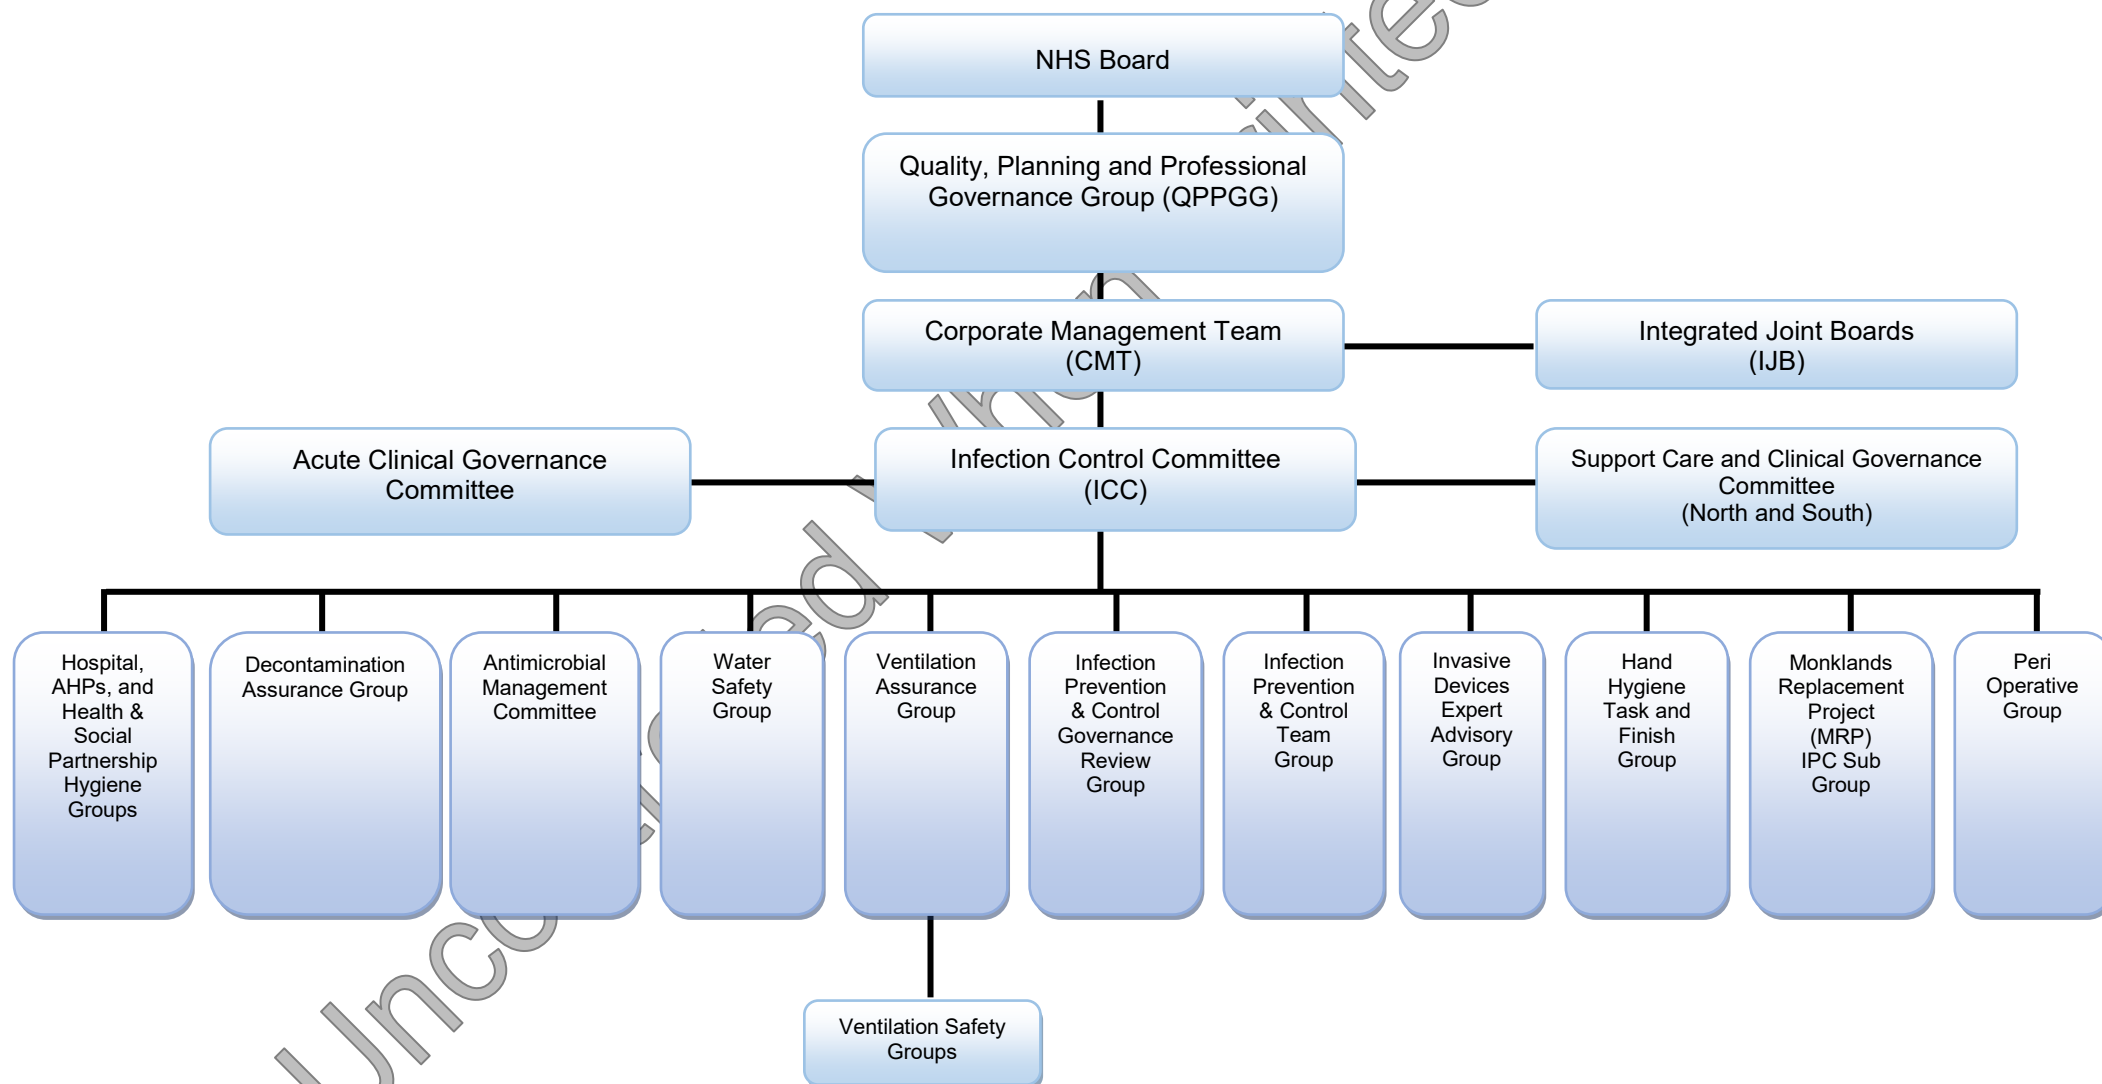 NHS Board
Quality, Planning and Professional
Governance Group (QPPGG)
Corporate Management Team
(CMT)
Integrated Joint Boards
(IJB)
Acute Clinical Governance
Committee
Infection Control Committee
(ICC)
Support Care and Clinical Governance
Committee
(North and South)
Hospital,
AHPs, and
Health &
Social
Partnership
Hygiene
Groups
Decontamination
Assurance Group
Antimicrobial
Management
Committee
Water
Safety
Group
Ventilation
Assurance
Group
Infection
Prevention
& Control
Governance
Review
Group
Infection
Prevention
& Control
Team
Group
Invasive
Devices
Expert
Advisory
Group
Hand
Hygiene
Task and
Finish
Group
Monklands
Replacement
Project
(MRP)
IPC Sub
Group
Peri
Operative
Group
Ventilation Safety
Groups